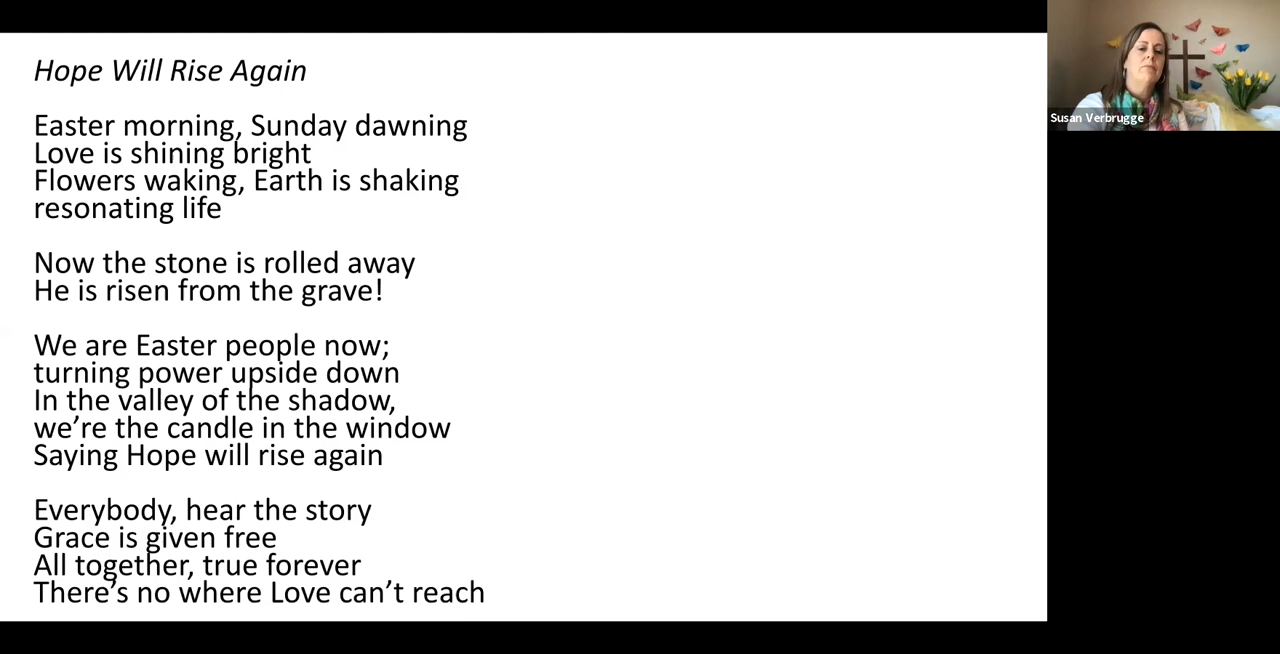 Hope Will Rise Again
Easter morning, Sunday dawning
Love is shining bright
Flowers waking, Earth is shaking
resonating life
Now the stone is rolled away
He is risen from the grave!
We are Easter people now;
turning power upside down
In the valley of the shadow,
we’re the candle in the window
Saying Hope will rise again
Everybody, hear the story
Grace is given free
All together, true forever
There’s no where Love can’t reach
Susan Verbrugge